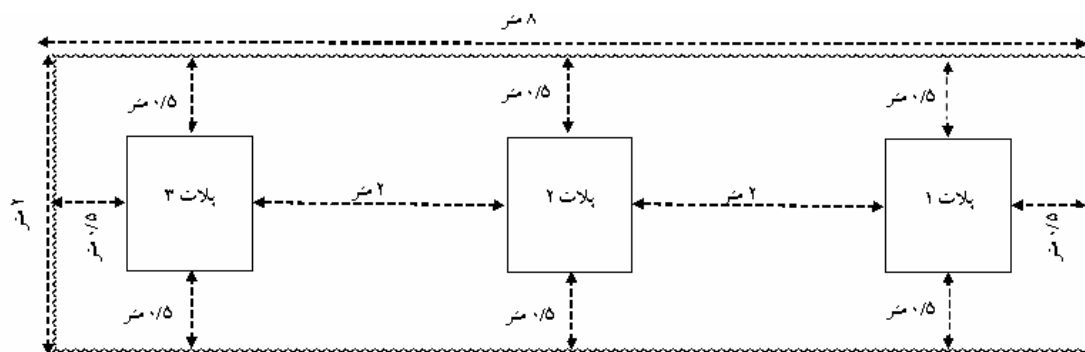 ۸ متر
۰/۵ متر
۰/۵ متر
۰/۵ متر
پلات ۱
۲ متر
پلات ۲
۲ متر
پلات ۳
۰/۵ متر
۰/۵ متر
۲ متر
۰/۵ متر
۰/۵ متر
۰/۵ متر